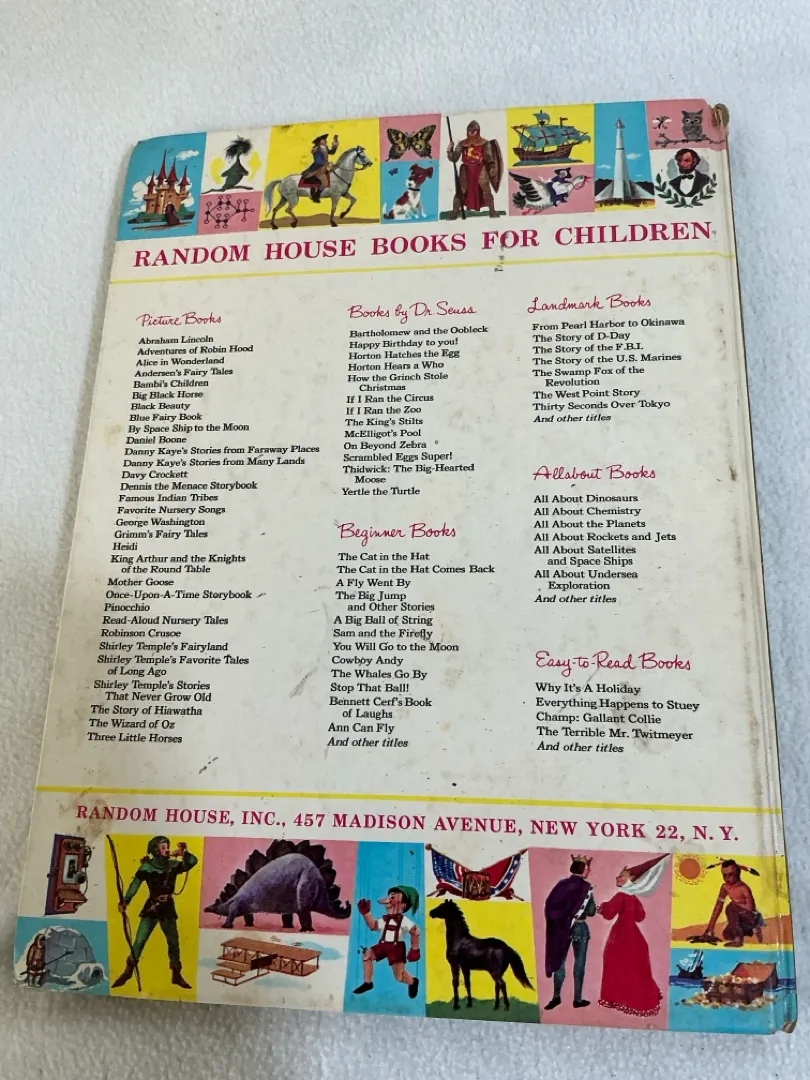 RANDOM HOUSE BOOKS FOR CHILDREN
Picture Books
Abraham Lincoln
Adventures of Robin Hood
Alice in Wonderland
Andersen's Fairy Tales
Bambi's Children
Big Black Horse
Black Beauty
Blue Fairy Book
By Space Ship to the Moon
Daniel Boone
Danny Kaye's Stories from Faraway Places
Danny Kaye's Stories from Many Lands
Davy Crockett
Dennis the Menace Storybook
Famous Indian Tribes
Favorite Nursery Songs
George Washington
Grimm's Fairy Tales
Heidi
King Arthur and the Knights
of the Round Table
Mother Goose
Once-Upon-A-Time Storybook
Pinocchio
Read-Aloud Nursery Tales
Robinson Crusoe
Shirley Temple's Fairyland
Shirley Temple's Favorite Tales
of Long Ago
Shirley Temple's Stories
That Never Grow Old
The Story of Hiawatha
The Wizard of Oz
Three Little Horses
Books by Dr. Seuss
Bartholomew and the Oobleck
Happy Birthday to you!
Horton Hatches the Egg
Horton Hears a Who
How the Grinch Stole
Christmas
If I Ran the Circus
If I Ran the Zoo
The King's Stilts
McElligot's Pool
On Beyond Zebra
Scrambled Eggs Super!
Thidwick: The Big-Hearted
Moose
Yertle the Turtle
Beginner Books
The Cat in the Hat
The Cat in the Hat Comes Back
A Fly Went By
The Big Jump
and Other Stories
A Big Ball of String
Sam and the Firefly
You Will Go to the Moon
Cowboy Andy
The Whales Go By
Stop That Ball!
Bennett Cerf's Book
of Laughs
Ann Can Fly
And other titles
Landmark Books
From Pearl Harbor to Okinawa
The Story of D-Day
The Story of the F.B.I.
The Story of the U.S. Marines
The Swamp Fox of the
Revolution
The West Point Story
Thirty Seconds Over Tokyo
And other titles
Allabout Books
All About Dinosaurs
All About Chemistry
All About the Planets
All About Rockets and Jets
All About Satellites
and Space Ships
All About Undersea
Exploration
And other titles
Easy-to-Read Books
Why It's A Holiday
Everything Happens to Stuey
Champ: Gallant Collie
The Terrible Mr. Twitmeyer
And other titles
RANDOM HOUSE, INC., 457 MADISON AVENUE, NEW YORK 22, N. Y.